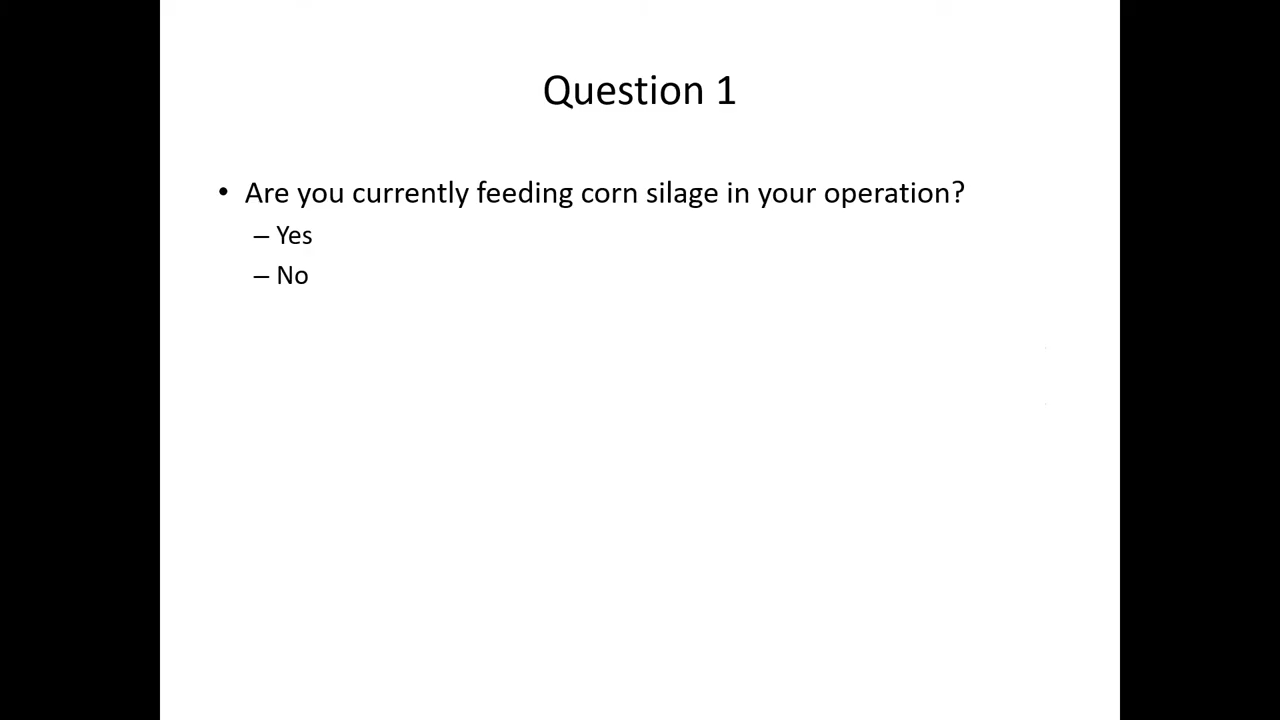 Question 1
• Are you currently feeding corn silage in your operation?
– Yes
– No